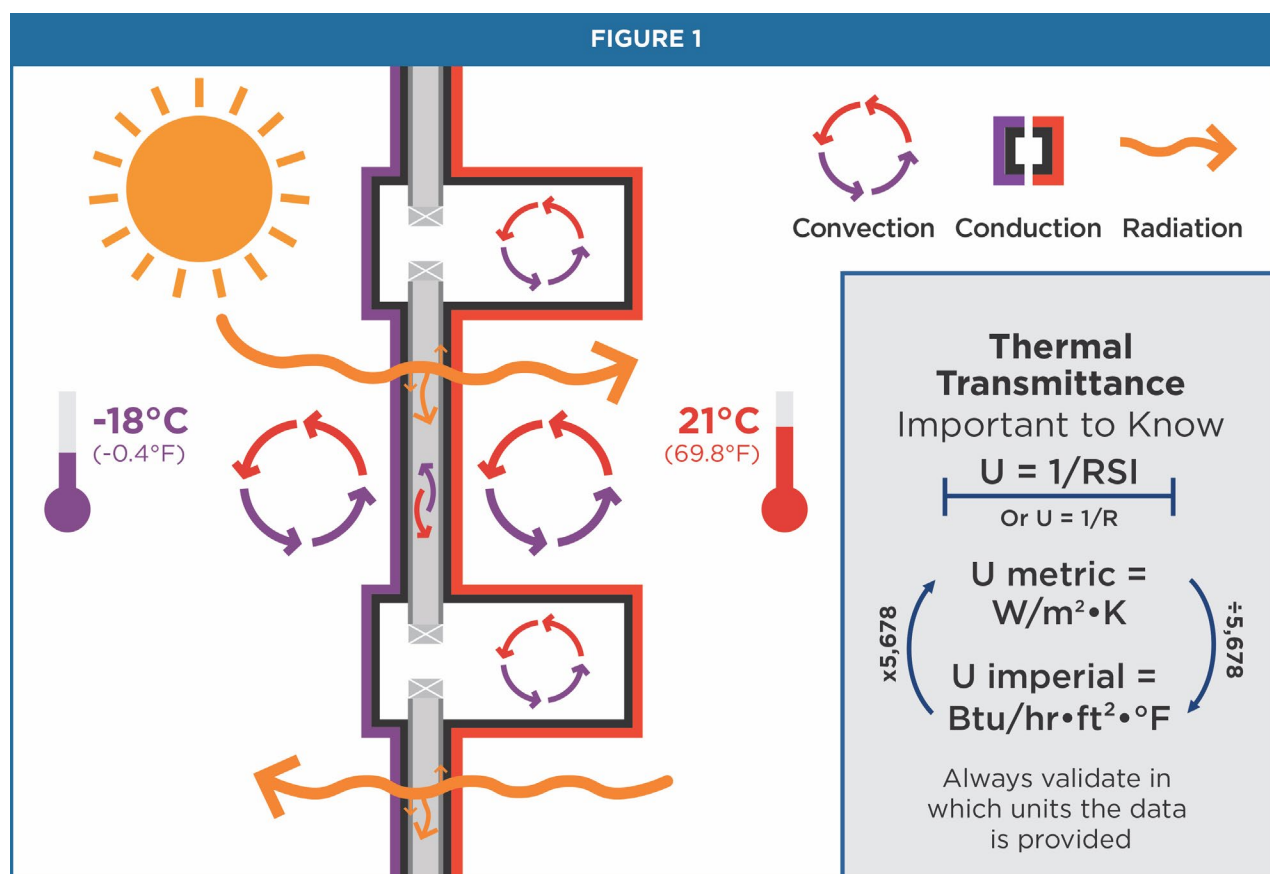 FIGURE 1
Convection
Conduction
Radiation
-18°C
(-0.4°F)
21°C
(69.8°F)
Thermal
Transmittance
Important to Know
U = 1/RSI
Or U = 1/R
U metric =
W/m²•K
x5,678
÷5,678
U imperial =
Btu/hr•ft²•°F
Always validate in
which units the data
is provided